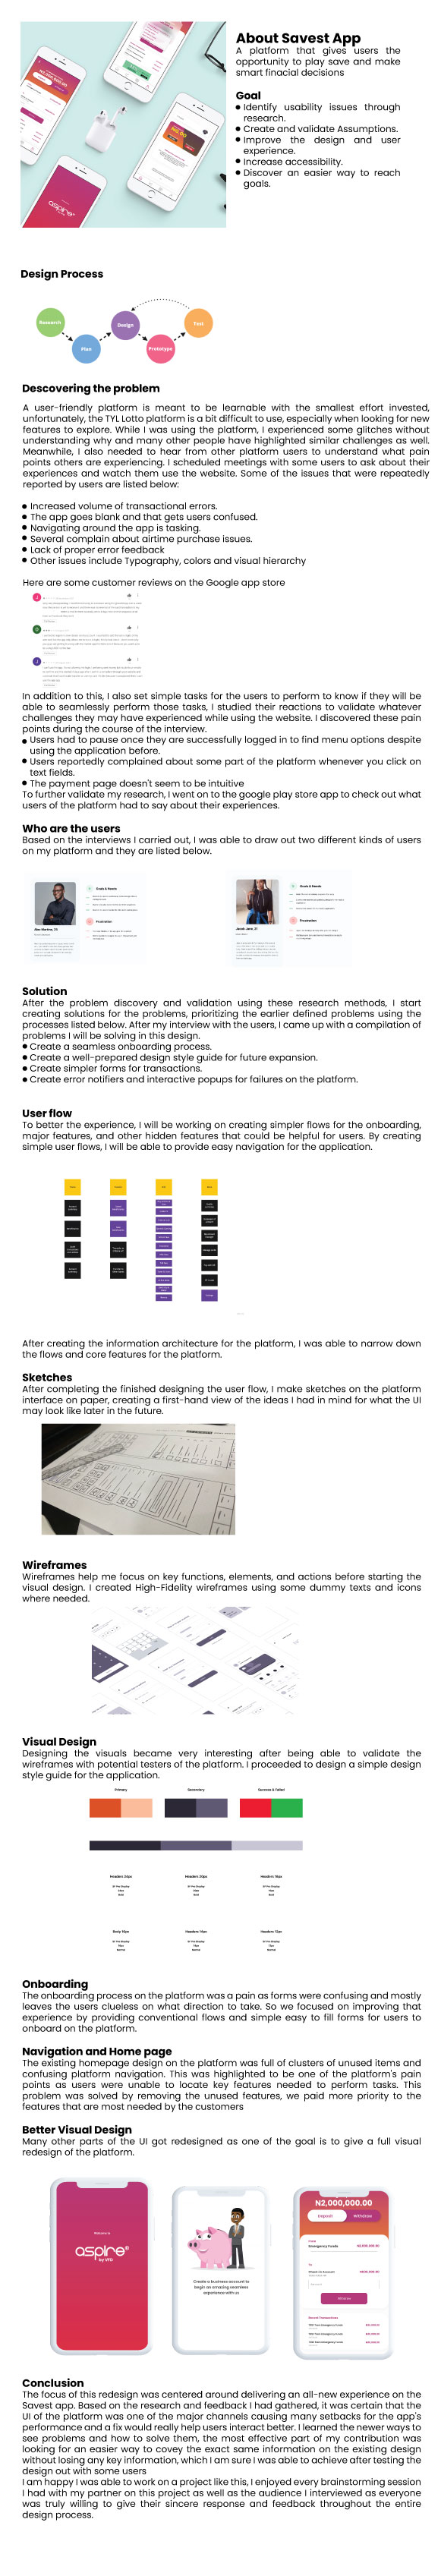 About Savest App
A platform that gives users the
opportunity to play save and make
smart finacial decisions
Goal
Identify usability issues through
research.
Create and validate Assumptions.
Improve the design and user
experience.
Increase accessibility.
Discover an easier way to reach
goals.
aspire
Design Process
Research
Plan
Design
Prototype
Test
Descovering the problem
A user-friendly platform is meant to be learnable with the smallest effort invested,
unfortunately, the TYL Lotto platform is a bit difficult to use, especially when looking for new
features to explore. While I was using the platform, I experienced some glitches without
understanding why and many other people have highlighted similar challenges as well.
Meanwhile, I also needed to hear from other platform users to understand what pain
points others are experiencing. I scheduled meetings with some users to ask about their
experiences and watch them use the website. Some of the issues that were repeatedly
reported by users are listed below:
Increased volume of transactional errors.
The app goes blank and that gets users confused.
Navigating around the app is tasking.
Several complain about airtime purchase issues.
Lack of proper error feedback
Other issues include Typography, colors and visual hierarchy
Here are some customer reviews on the Google app store
In addition to this, I also set simple tasks for the users to perform to know if they will be
able to seamlessly perform those tasks, I studied their reactions to validate whatever
challenges they may have experienced while using the website. I discovered these pain
points during the course of the interview.
Users had to pause once they are successfully logged in to find menu options despite
using the application before.
Users reportedly complained about some part of the platform whenever you click on
text fields.
The payment page doesn't seem to be intuitive
To further validate my research, I went on to the google play store app to check out what
users of the platform had to say about their experiences.
Who are the users
Based on the interviews I carried out, I was able to draw out two different kinds of users
on my platform and they are listed below.
Goals & Needs
Frustration
Goals & Needs
Frustration
Solution
After the problem discovery and validation using these research methods, I start
creating solutions for the problems, prioritizing the earlier defined problems using the
processes listed below. After my interview with the users, I came up with a compilation of
problems I will be solving in this design.
Create a seamless onboarding process.
Create a well-prepared design style guide for future expansion.
Create simpler forms for transactions.
Create error notifiers and interactive popups for failures on the platform.
User flow
To better the experience, I will be working on creating simpler flows for the onboarding,
major features, and other hidden features that could be helpful for users. By creating
simple user flows, I will be able to provide easy navigation for the application.
After creating the information architecture for the platform, I was able to narrow down
the flows and core features for the platform.
Sketches
After completing the finished designing the user flow, I make sketches on the platform
interface on paper, creating a first-hand view of the ideas I had in mind for what the UI
may look like later in the future.
Wireframes
Wireframes help me focus on key functions, elements, and actions before starting the
visual design. I created High-Fidelity wireframes using some dummy texts and icons
where needed.
Visual Design
Designing the visuals became very interesting after being able to validate the
wireframes with potential testers of the platform. I proceeded to design a simple design
style guide for the application.
Primary
Secondary
Success & Failed
Onboarding
The onboarding process on the platform was a pain as forms were confusing and mostly
leaves the users clueless on what direction to take. So we focused on improving that
experience by providing conventional flows and simple easy to fill forms for users to
onboard on the platform.
Navigation and Home page
The existing homepage design on the platform was full of clusters of unused items and
confusing platform navigation. This was highlighted to be one of the platform's pain
points as users were unable to locate key features needed to perform tasks. This
problem was solved by removing the unused features, we paid more priority to the
features that are most needed by the customers
Better Visual Design
Many other parts of the UI got redesigned as one of the goal is to give a full visual
redesign of the platform.
Welcome to
aspire
by VFD
Create a business account to
begin an amazing seamless
experience with us
N2,000,000.00
Deposit
Withdraw
Conclusion
The focus of this redesign was centered around delivering an all-new experience on the
Savest app. Based on the research and feedback I had gathered, it was certain that the
UI of the platform was one of the major channels causing many setbacks for the app's
performance and a fix would really help users interact better. I learned the newer ways to
see problems and how to solve them, the most effective part of my contribution was
looking for an easier way to covey the exact same information on the existing design
without losing any key information, which I am sure I was able to achieve after testing the
design out with some users
I am happy I was able to work on a project like this, I enjoyed every brainstorming session
I had with my partner on this project as well as the audience I interviewed as everyone
was truly willing to give their sincere response and feedback throughout the entire
design process.